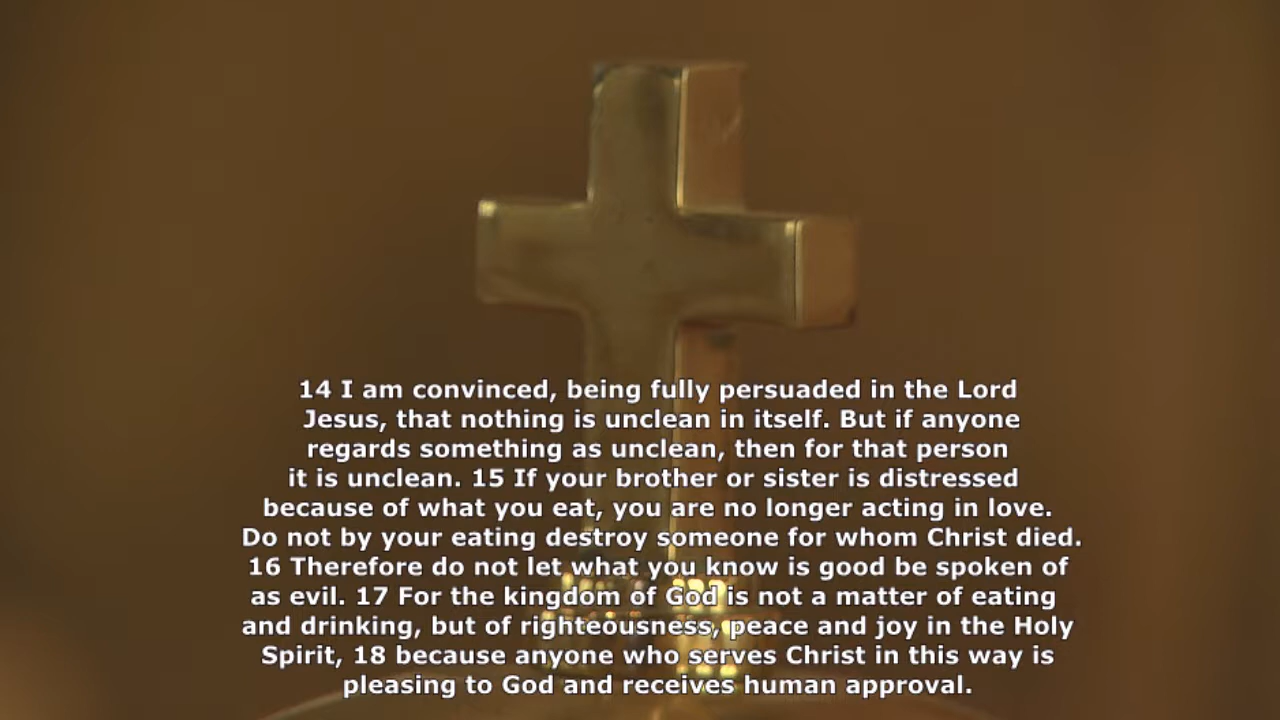 14 I am convinced, being fully persuaded in the Lord
Jesus, that nothing is unclean in itself. But if anyone
regards something as unclean, then for that person
it is unclean. 15 If your brother or sister is distressed
because of what you eat, you are no longer acting in love.
Do not by your eating destroy someone for whom Christ died.
16 Therefore do not let what you know is good be spoken of
as evil. 17 For the kingdom of God is not a matter of eating
and drinking, but of righteousness, peace and joy in the Holy
Spirit, 18 because anyone who serves Christ in this way is
pleasing to God and receives human approval.